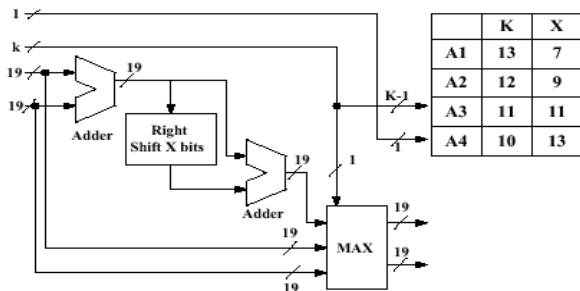 1
k
19
19
19
Adder
Right
Shift X bits
19
Adder
K-1
1
1
MAX
19
19
19
19
K X
A1 13 7
A2 12 9
A3 11 11
A4 10 13